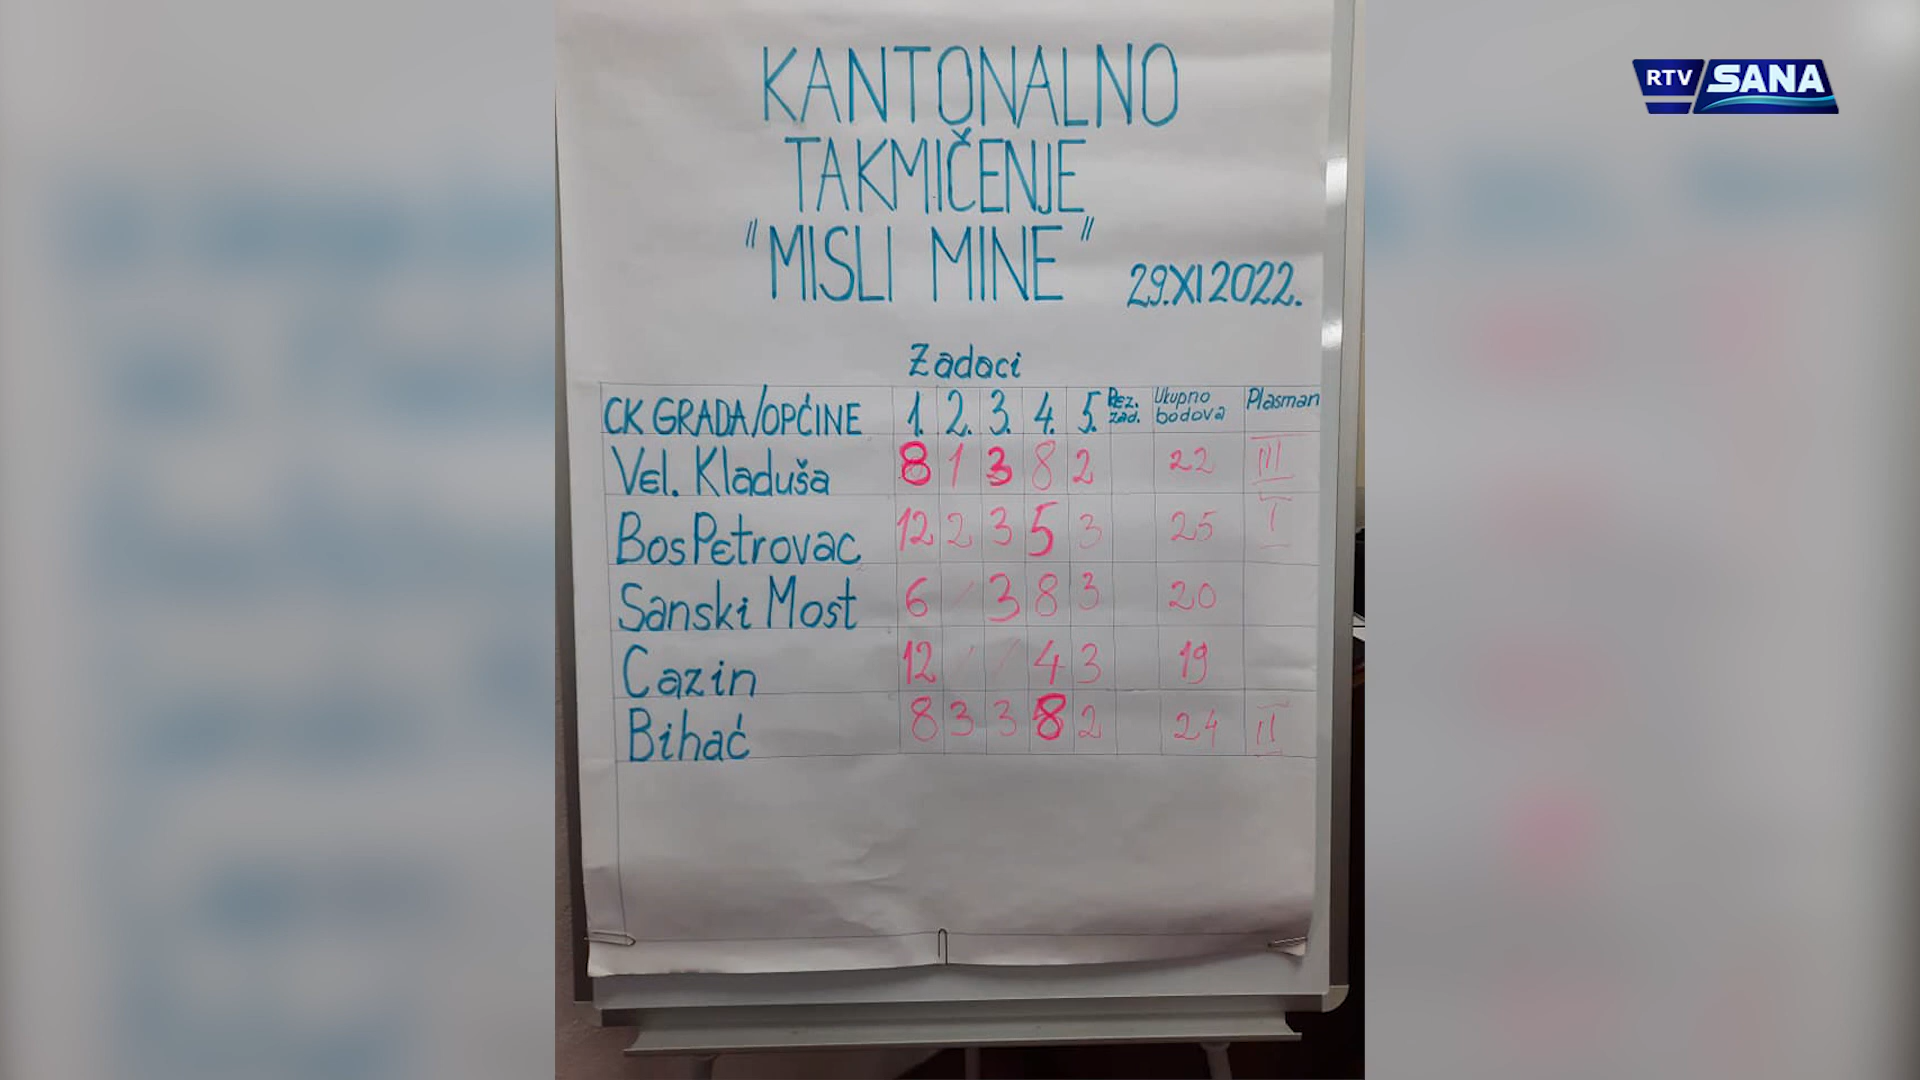 KANTONALNO
TAKMIČENJE
"MISLI MINE"
29.XI 2022.
RTV SANA
Zadaci
CK GRADA/OPĆINE 1. 2. 3. 4. 5. Rez. zad. Ukupno bodova Plasman
Vel. Kladuša 8 1 3 8 2 22 III
Bos Petrovac 12 2 3 5 3 25 I
Sanski Most 6 / 3 8 3 20
Cazin 12 / / 4 3 19
Bihać 8 3 3 8 2 24 II